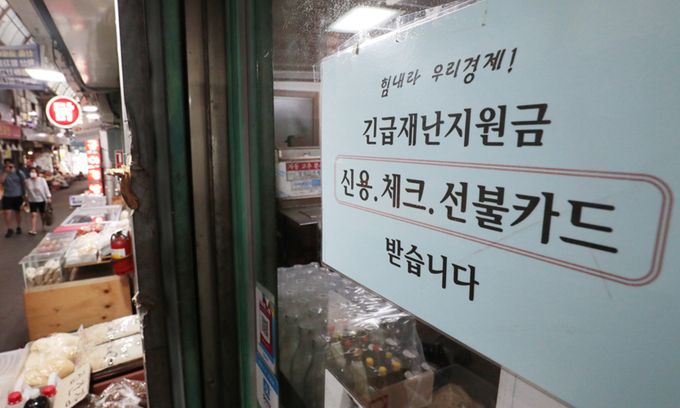 힘내라 우리경제!
긴급재난지원금
신용.체크.선불카드
받습니다
닭